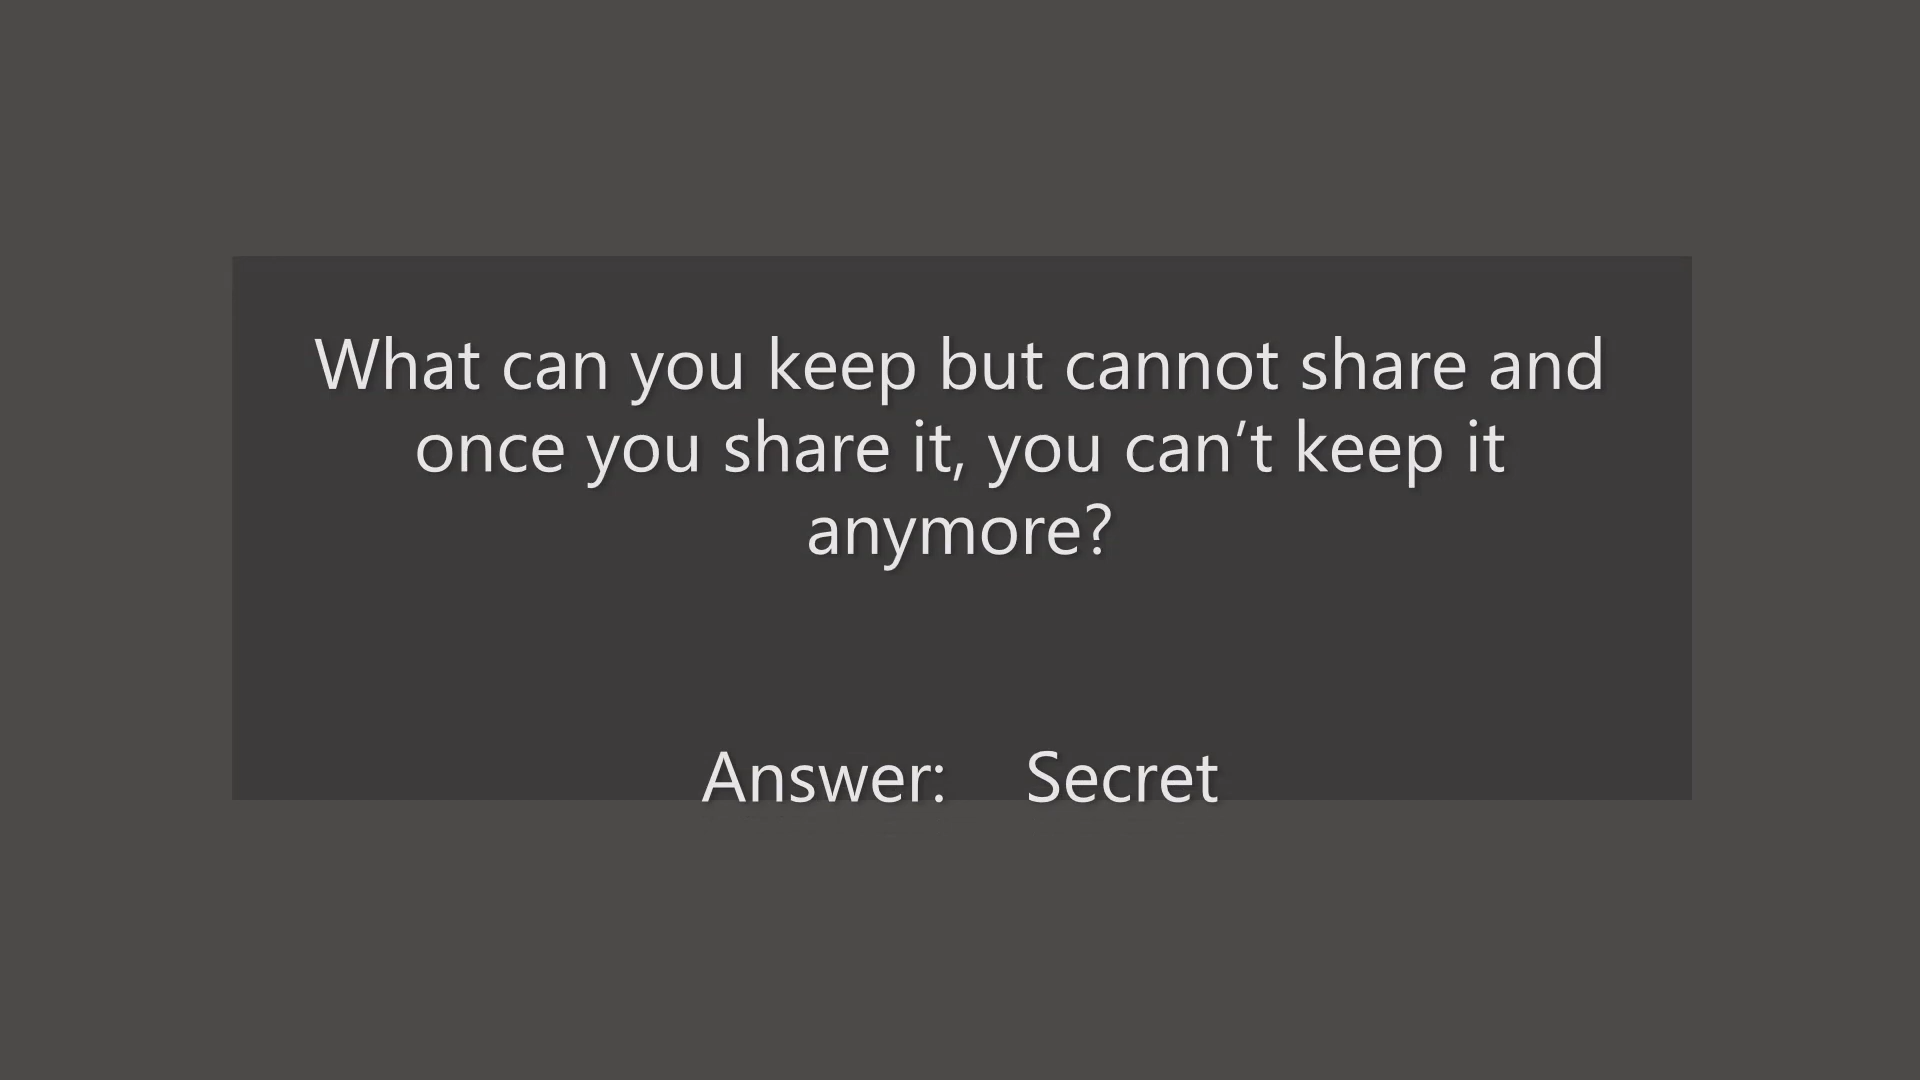 What can you keep but cannot share and
once you share it, you can’t keep it
anymore?
Answer: Secret